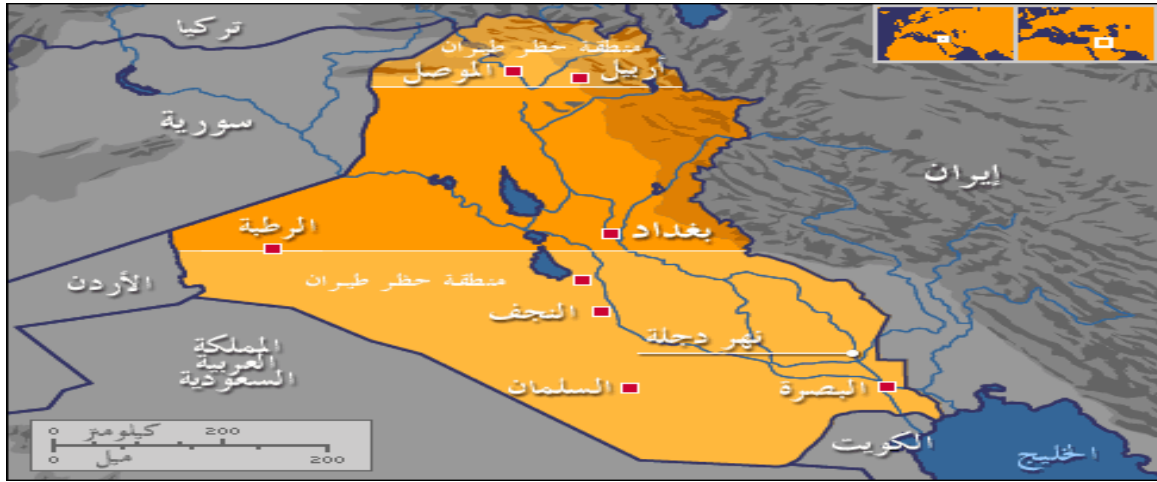 تركيا
منطقة حظر طيران
الموصل
أربيل
سورية
إيران
الرطبة
بغداد
الأردن
منطقة حظر طيران
النجف
نهر دجلة
المملكة
العربية
السعودية
السلمان
البصرة
الكويت
الخليج
0 كيلومتر 200
0 ميل 200